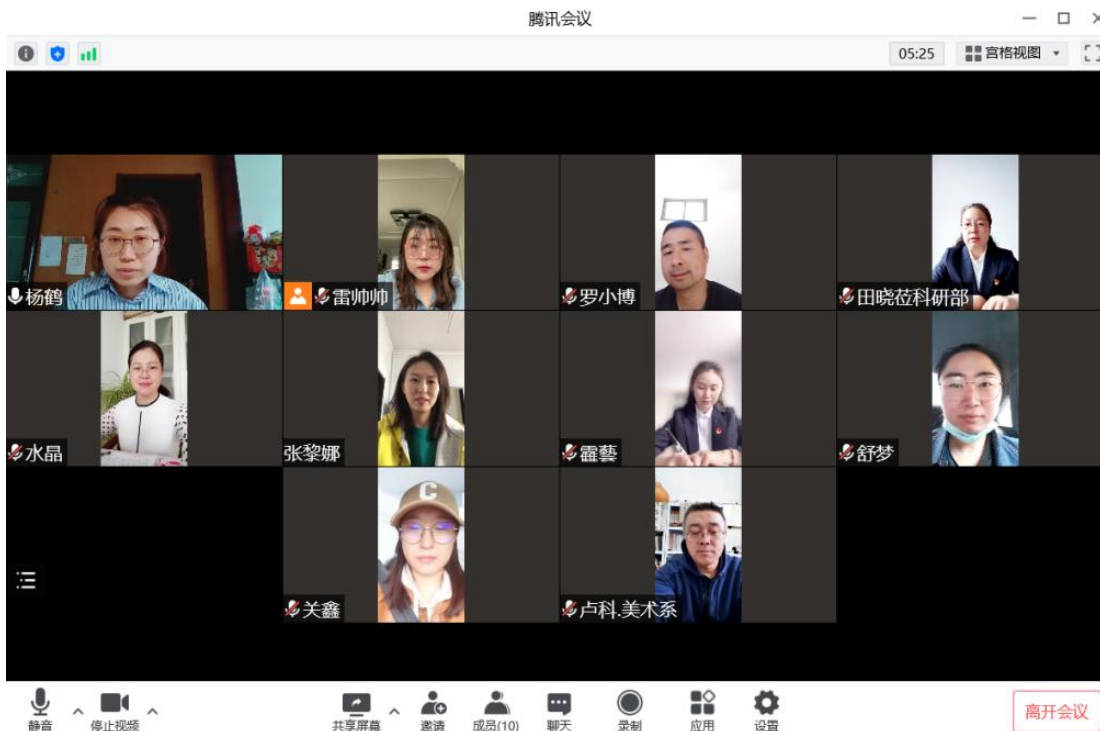 腾讯会议
05:25
宫格视图
杨鹤
雷帅帅
罗小博
田晓莅科研部
水晶
张黎娜
霝藝
舒梦
C
关鑫
卢科.美术系
静音
停止视频
共享屏幕
邀请
成员(10)
聊天
录制
应用
设置
离开会议